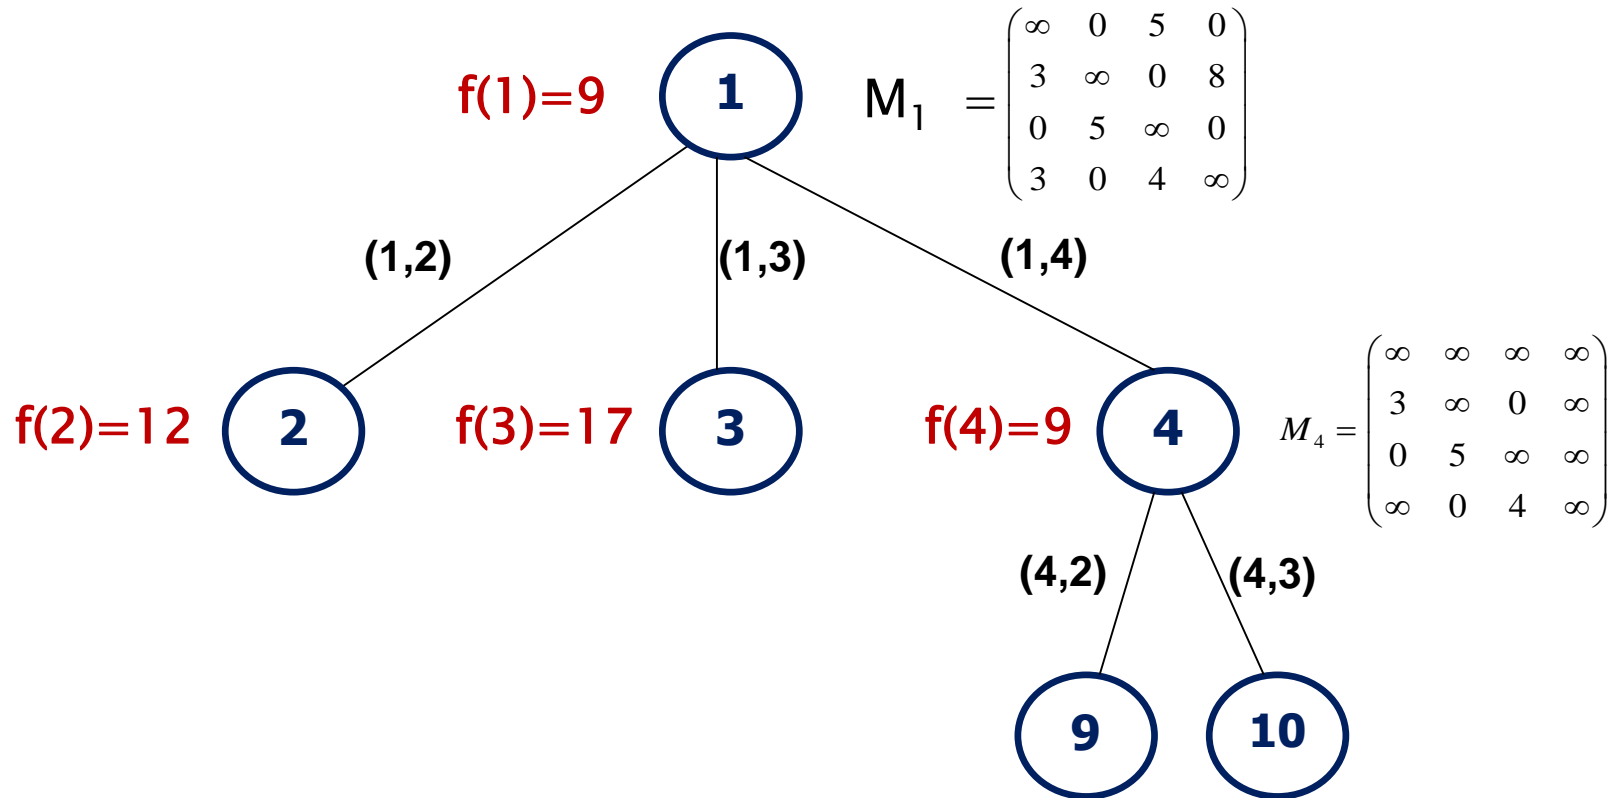 f(1)=9
1
M₁ =
∞ 0 5 0
3 ∞ 0 8
0 5 ∞ 0
3 0 4 ∞
(1,2)
(1,3)
(1,4)
f(2)=12
2
f(3)=17
3
f(4)=9
4
M₄ =
∞ ∞ ∞ ∞
3 ∞ 0 ∞
0 5 ∞ ∞
∞ 0 4 ∞
(4,2)
(4,3)
9
10